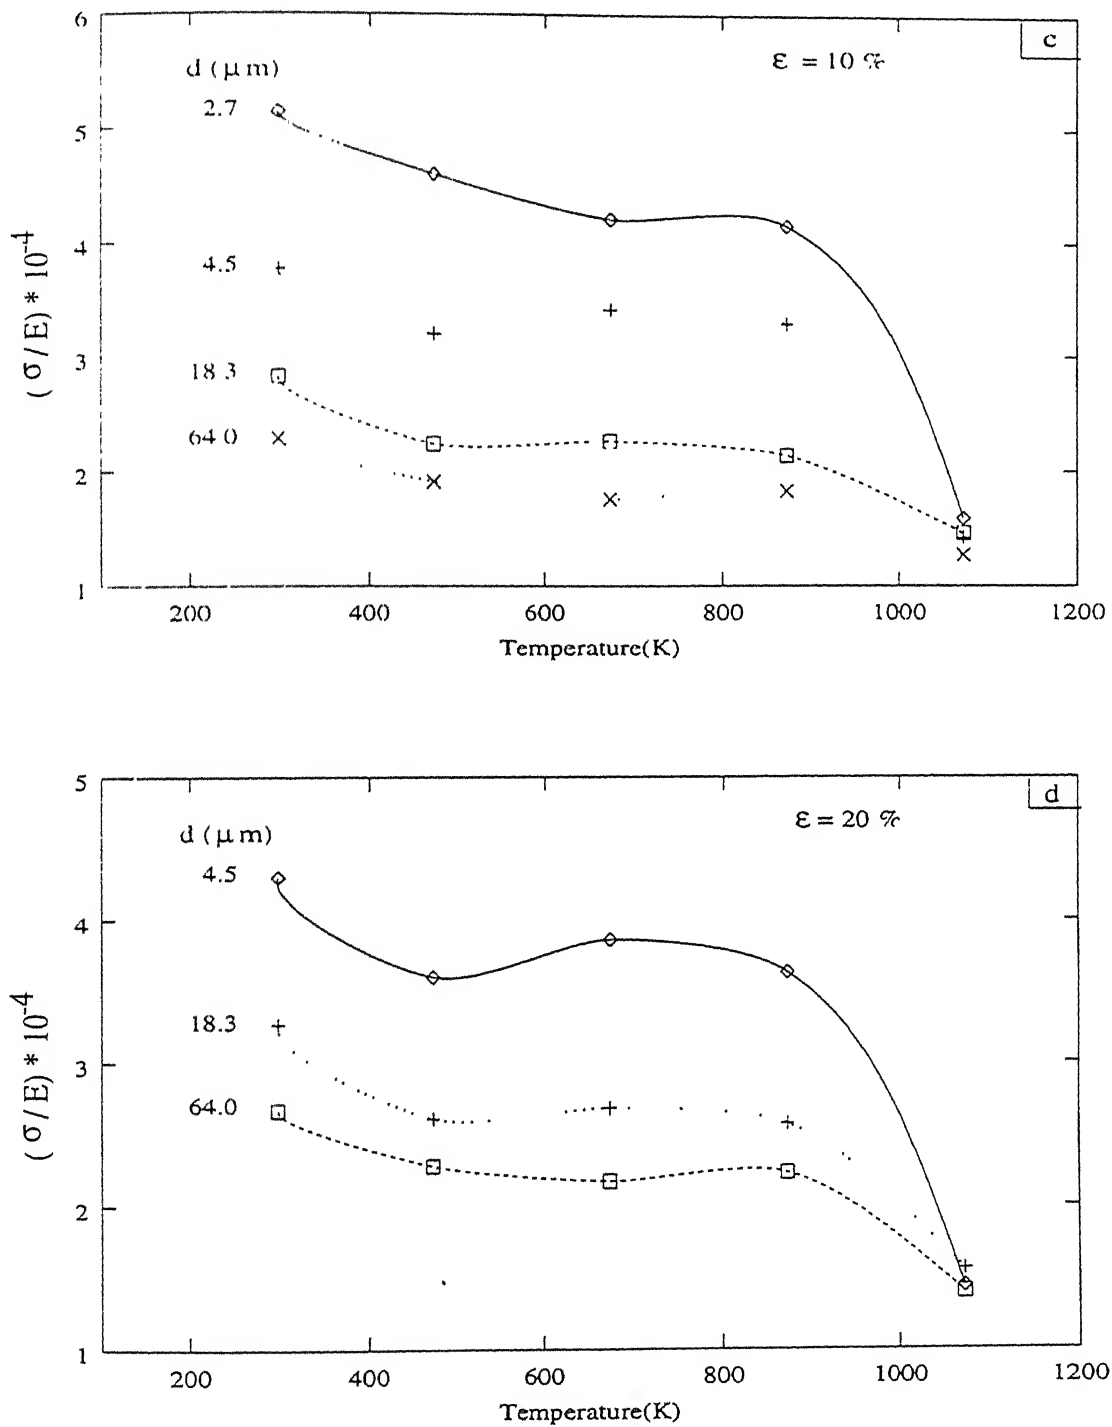 6
c
ε = 10 %
d (μm)
2.7
5
4
4.5
3
18 3
64 0
2
1
200 400 600 800 1000 1200
Temperature(K)
(σ/E) * 10⁻⁴
5
d
ε = 20 %
d (μm)
4.5
4
18.3
3
64.0
2
1
200 400 600 800 1000 1200
Temperature(K)
(σ/E) * 10⁻⁴